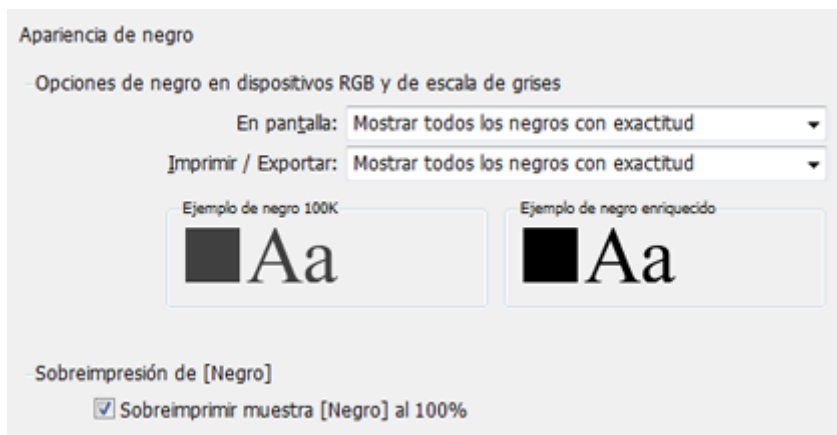 Apariencia de negro
Opciones de negro en dispositivos RGB y de escala de grises
En pantalla: Mostrar todos los negros con exactitud
Imprimir / Exportar: Mostrar todos los negros con exactitud
Ejemplo de negro 100K
Aa
Ejemplo de negro enriquecido
Aa
Sobreimpresión de [Negro]
Sobreimprimir muestra [Negro] al 100%